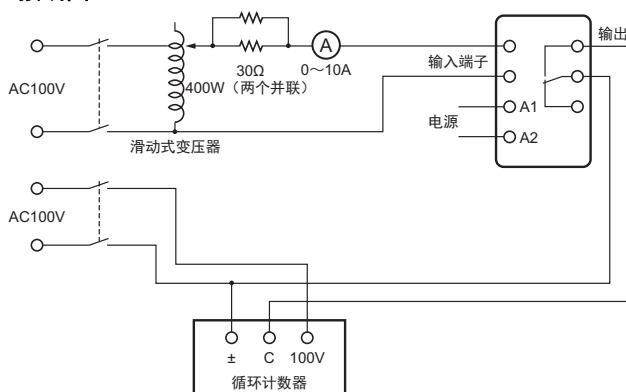 AC100V
30Ω
400W（两个并联）
A
0～10A
滑动式变压器
输入端子
电源
A1
A2
输出
AC100V
±
C
100V
循环计数器